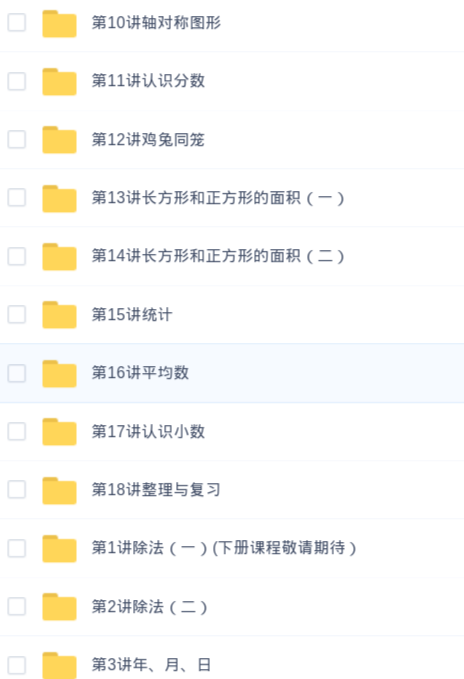 第10讲轴对称图形
第11讲认识分数
第12讲鸡兔同笼
第13讲长方形和正方形的面积（一）
第14讲长方形和正方形的面积（二）
第15讲统计
第16讲平均数
第17讲认识小数
第18讲整理与复习
第1讲除法（一）(下册课程敬请期待）
第2讲除法（二）
第3讲年、月、日